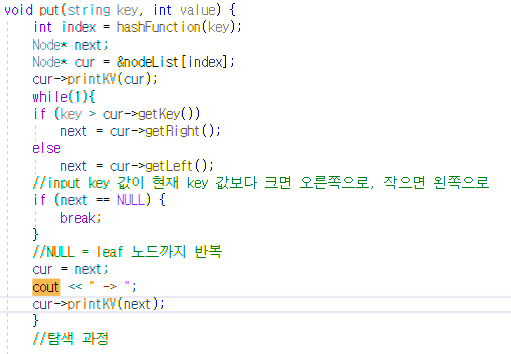 void put(string key, int value) {
int index = hashFunction(key);
Node* next;
Node* cur = &nodeList[index];
cur->printKV(cur);
while(1){
if (key > cur->getKey())
next = cur->getRight();
else
next = cur->getLeft();
//input key 값이 현재 key 값보다 크면 오른쪽으로, 작으면 왼쪽으로
if (next == NULL) {
break;
}
//NULL = leaf 노드까지 반복
cur = next;
cout << " -> ";
cur->printKV(next);
}
//탐색 과정